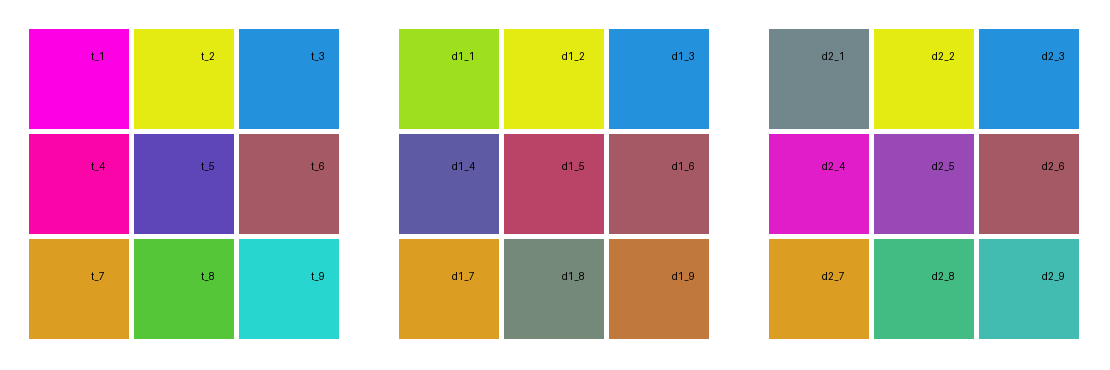 t_1 t_2 t_3 d1_1 d1_2 d1_3 d2_1 d2_2 d2_3
t_4 t_5 t_6 d1_4 d1_5 d1_6 d2_4 d2_5 d2_6
t_7 t_8 t_9 d1_7 d1_8 d1_9 d2_7 d2_8 d2_9